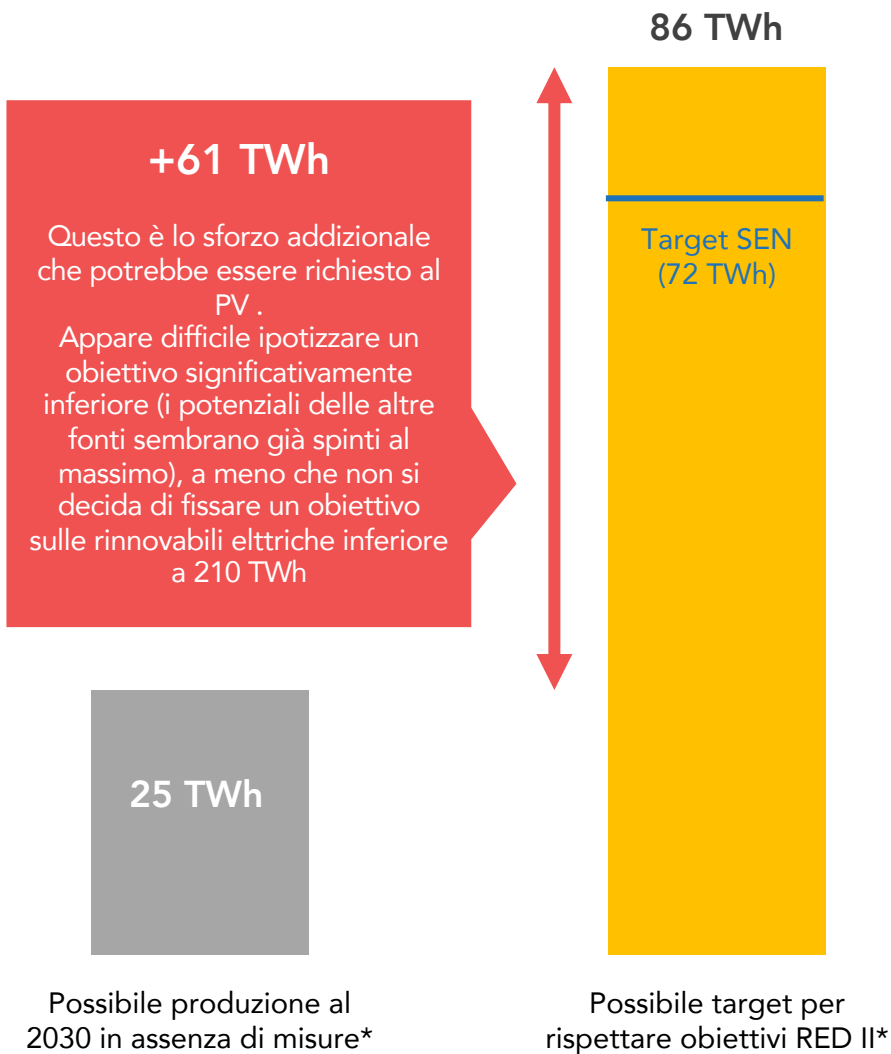 86 TWh
+61 TWh
Questo è lo sforzo addizionale
che potrebbe essere richiesto al
PV .
Appare difficile ipotizzare un
obiettivo significativamente
inferiore (i potenziali delle altre
fonti sembrano già spinti al
massimo), a meno che non si
decida di fissare un obiettivo
sulle rinnovabili elttriche inferiore
a 210 TWh
Target SEN
(72 TWh)
25 TWh
Possibile produzione al
2030 in assenza di misure*
Possibile target per
rispettare obiettivi RED II*